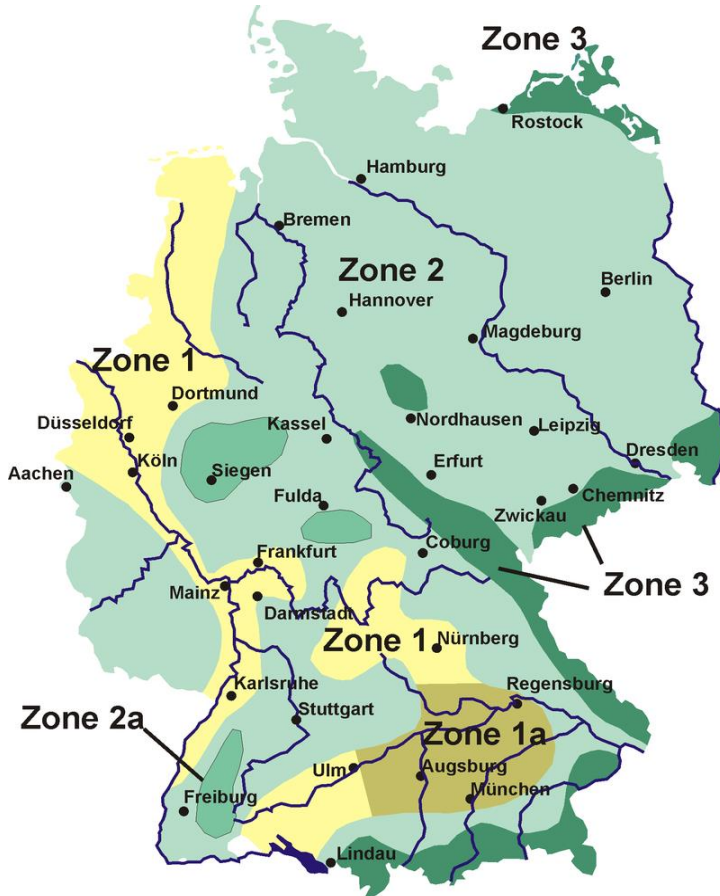 Zone 3
Rostock
Hamburg
Bremen
Zone 2
Berlin
Hannover
Magdeburg
Zone 1
Dortmund
Düsseldorf
Kassel
Nordhausen
Leipzig
Köln
Aachen
Siegen
Erfurt
Dresden
Fulda
Chemnitz
Zwickau
Coburg
Frankfurt
Zone 3
Mainz
Darmstadt
Zone 1
Nürnberg
Karlsruhe
Regensburg
Zone 2a
Stuttgart
Zone 1a
Ulm
Augsburg
Freiburg
München
Lindau